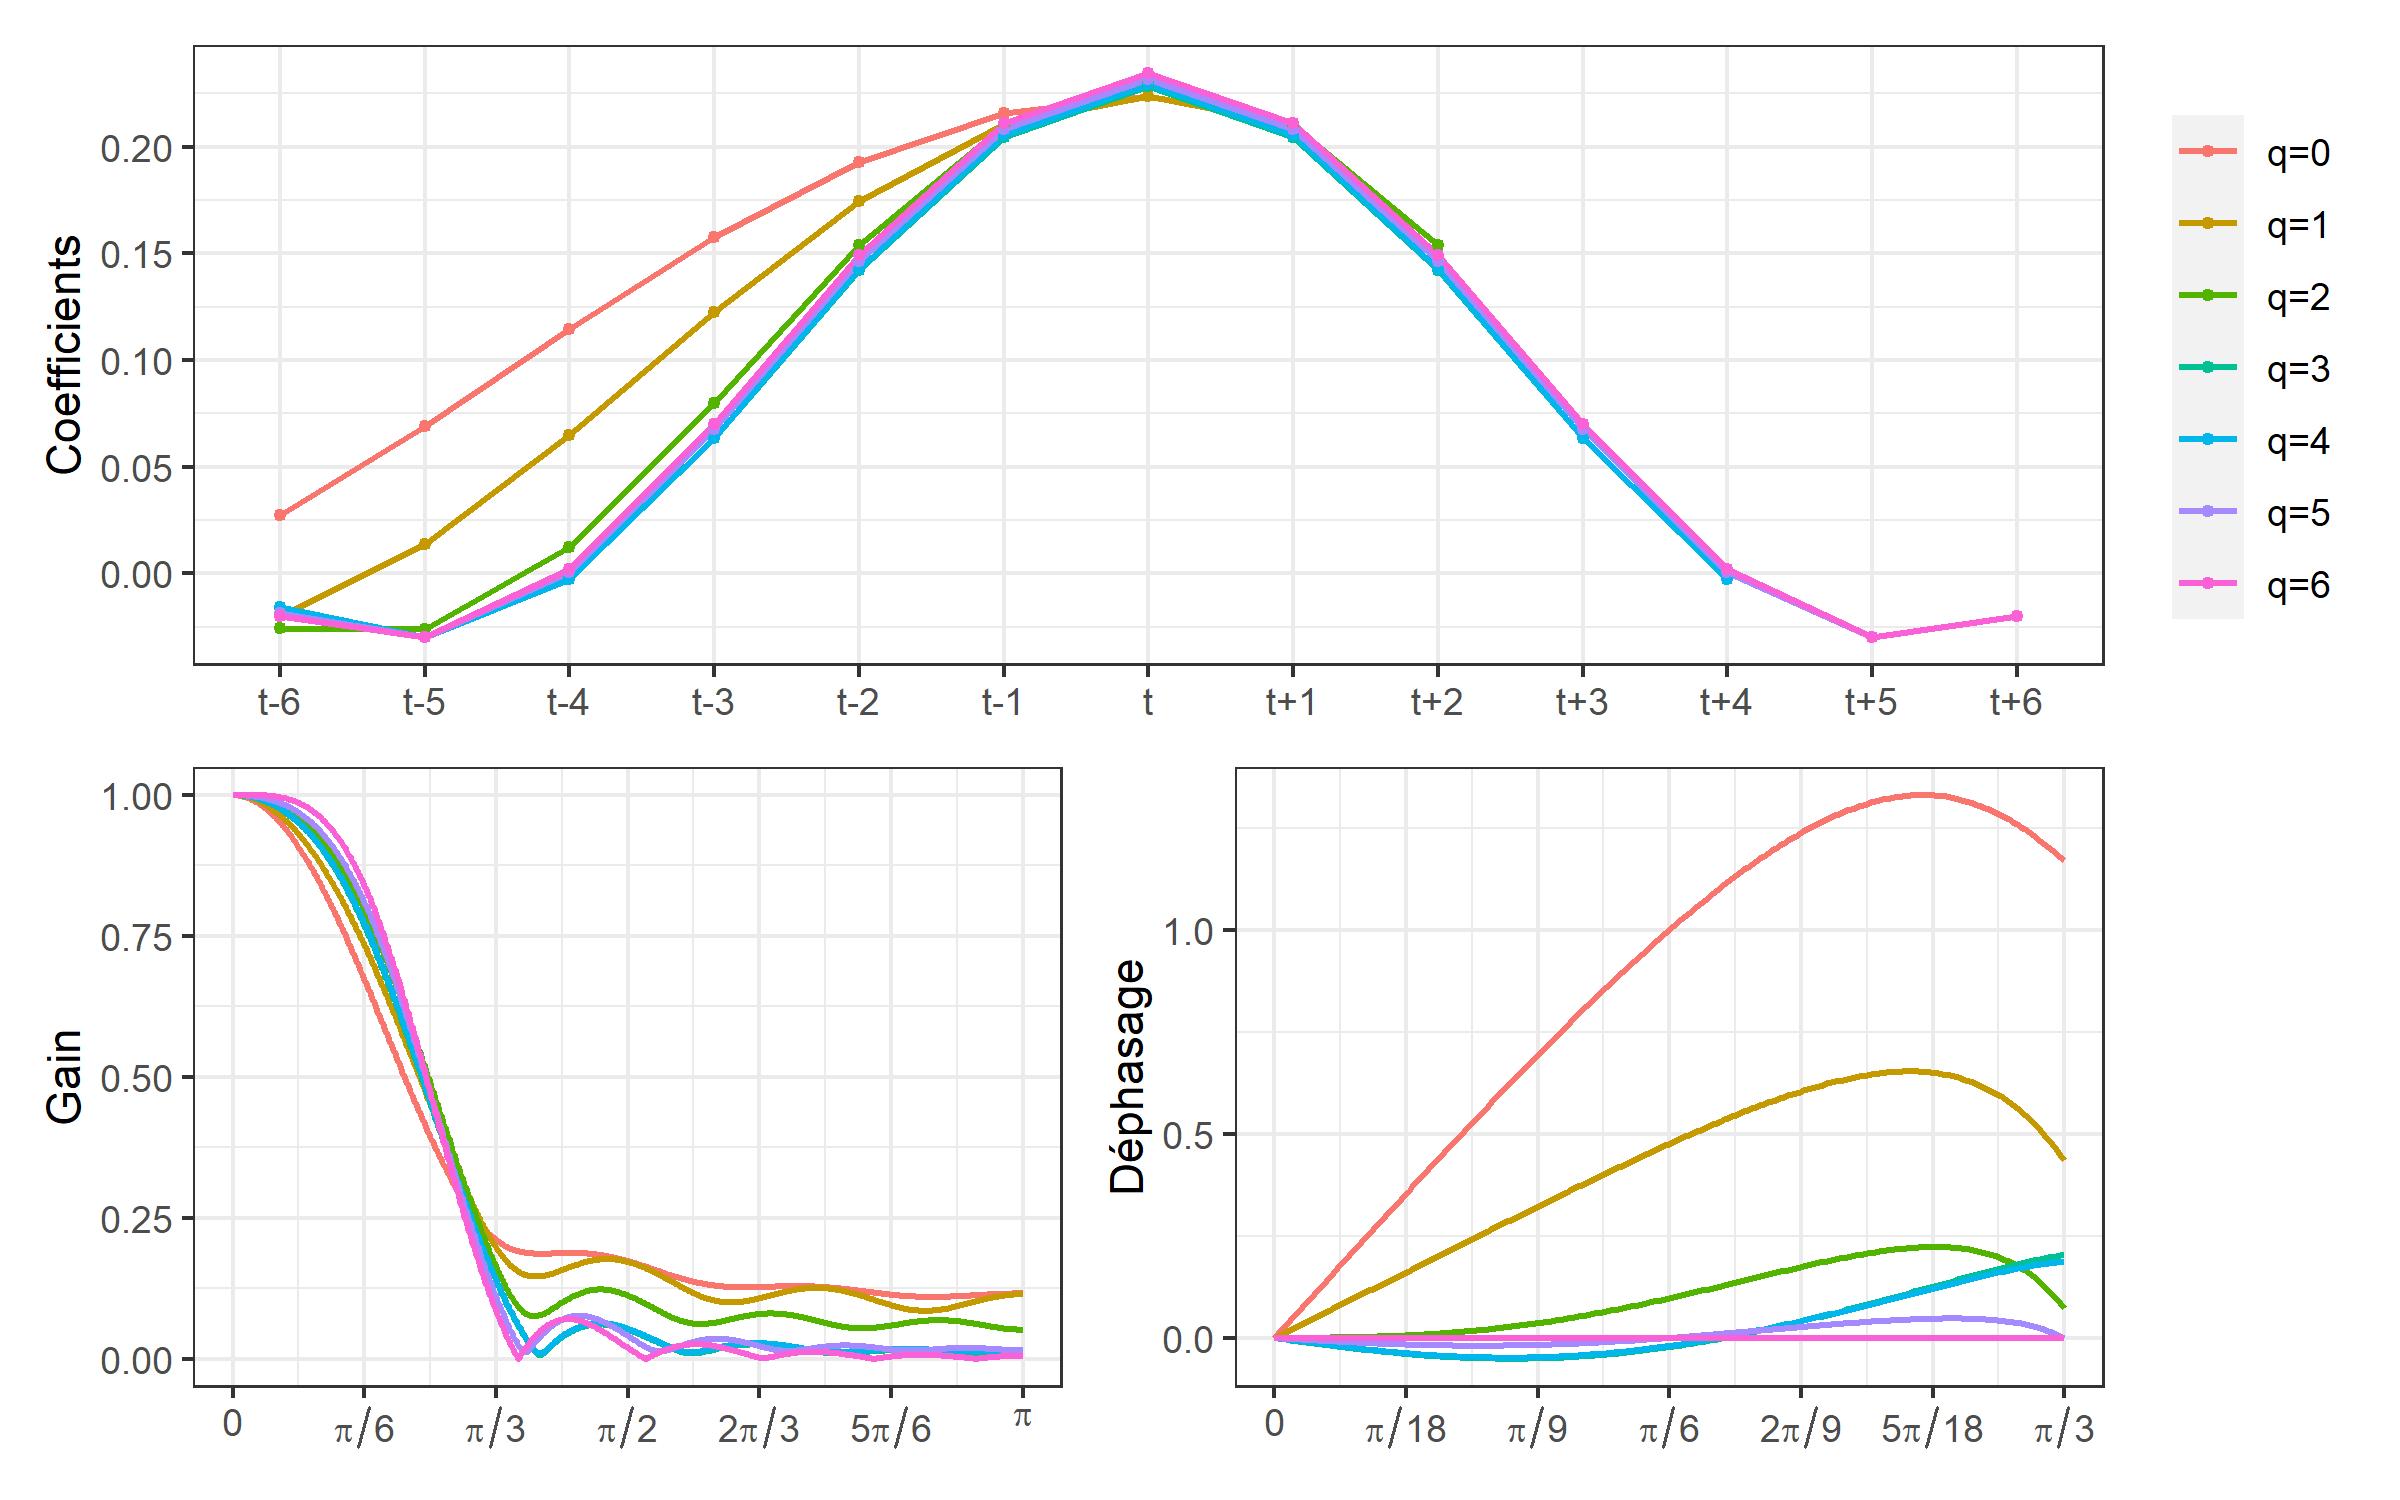 Coefficients
0.20
0.15
0.10
0.05
0.00
t-6 t-5 t-4 t-3 t-2 t-1 t t+1 t+2 t+3 t+4 t+5 t+6
q=0
q=1
q=2
q=3
q=4
q=5
q=6
Gain
1.00
0.75
0.50
0.25
0.00
0 π/6 π/3 π/2 2π/3 5π/6 π
Déphasage
1.0
0.5
0.0
0 π/18 π/9 π/6 2π/9 5π/18 π/3